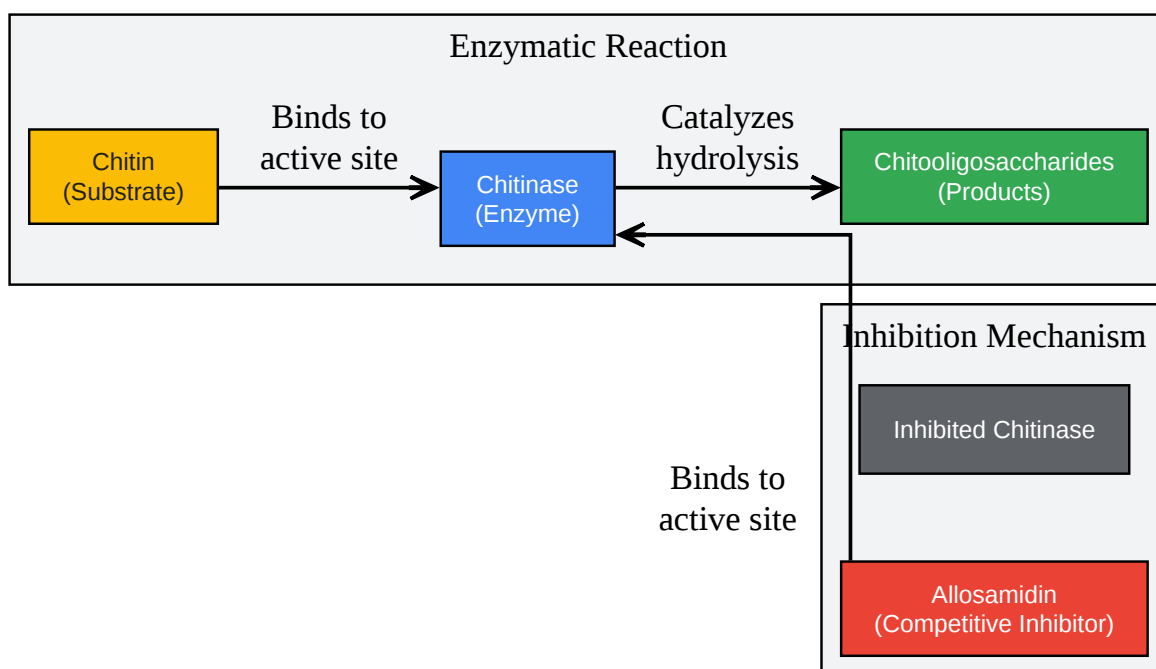 Enzymatic Reaction
Binds to
active site
Catalyzes
hydrolysis
Chitin
(Substrate)
Chitinase
(Enzyme)
Chitooligosaccharides
(Products)
Inhibition Mechanism
Inhibited Chitinase
Binds to
active site
Allosamidin
(Competitive Inhibitor)